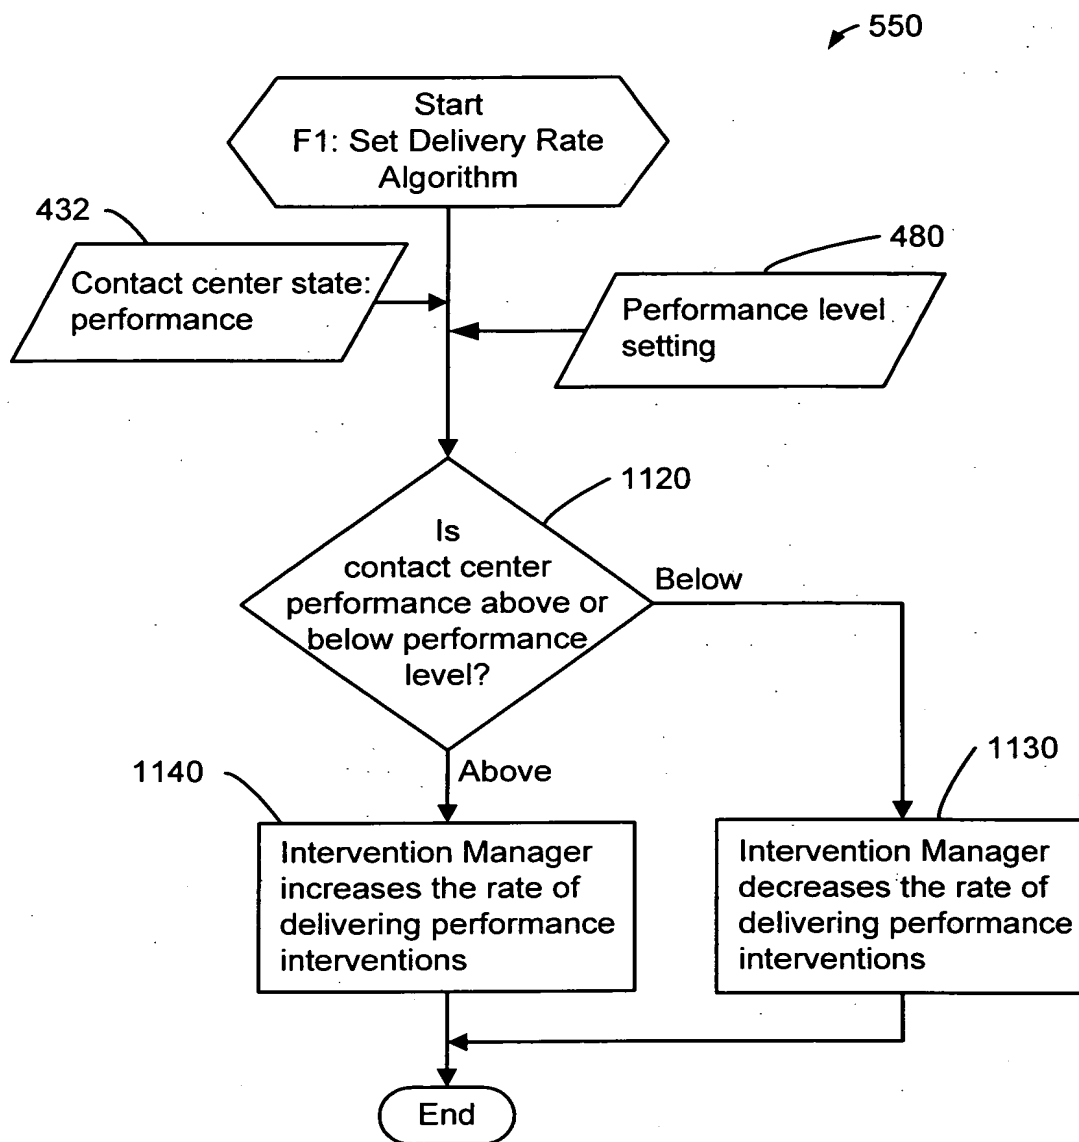 550
Start
F1: Set Delivery Rate
Algorithm
432
Contact center state:
performance
480
Performance level
setting
1120
Is
contact center
performance above or
below performance
level?
Below
Above
1140
Intervention Manager
increases the rate of
delivering performance
interventions
1130
Intervention Manager
decreases the rate of
delivering performance
interventions
End